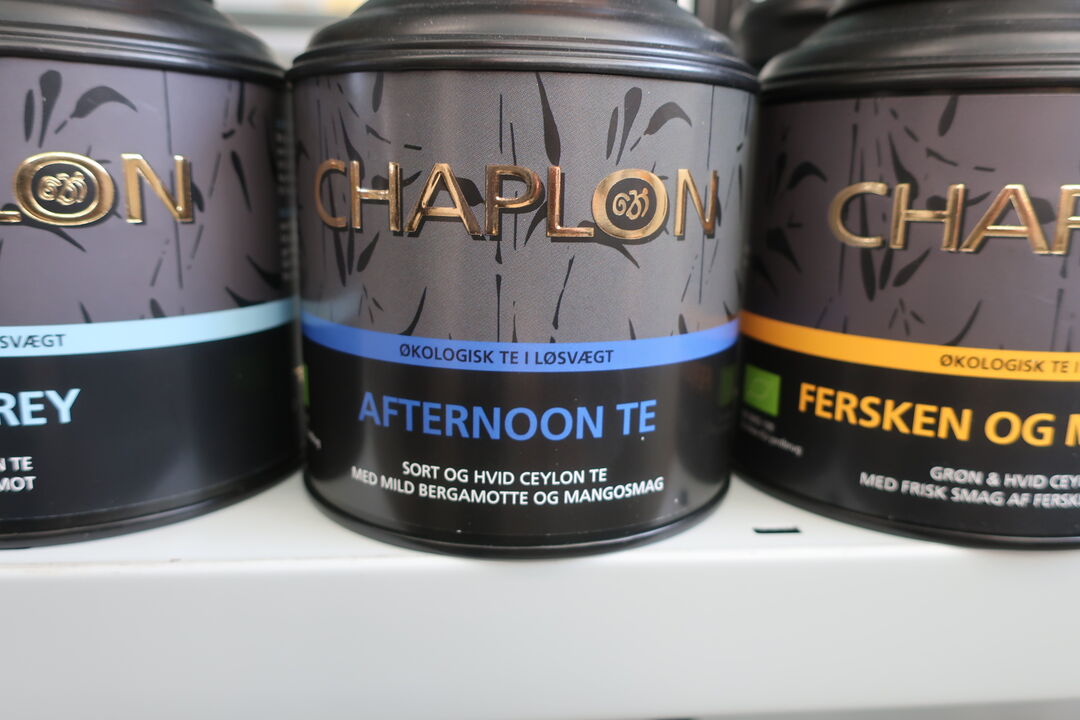 LON
SVÆGT
REY
N TE
MOT
CHAPLON
ØKOLOGISK TE I LØSVÆGT
AFTERNOON TE
SORT OG HVID CEYLON TE
MED MILD BERGAMOTTE OG MANGOSMAG
CHAP
ØKOLOGISK TE I
FERSKEN OG M
GRØN & HVID CEY
MED FRISK SMAG AF FERSK